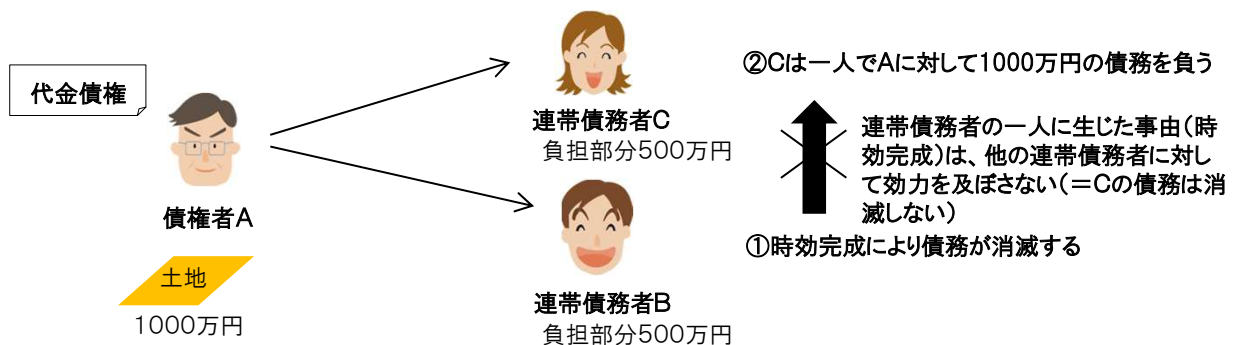 代金債権
債権者A
土地
1000万円
連帯債務者C
負担部分500万円
連帯債務者B
負担部分500万円
②Cは一人でAに対して1000万円の債務を負う
連帯債務者の一人に生じた事由(時
効完成)は、他の連帯債務者に対し
て効力を及ぼさない(=Cの債務は消
滅しない)
①時効完成により債務が消滅する